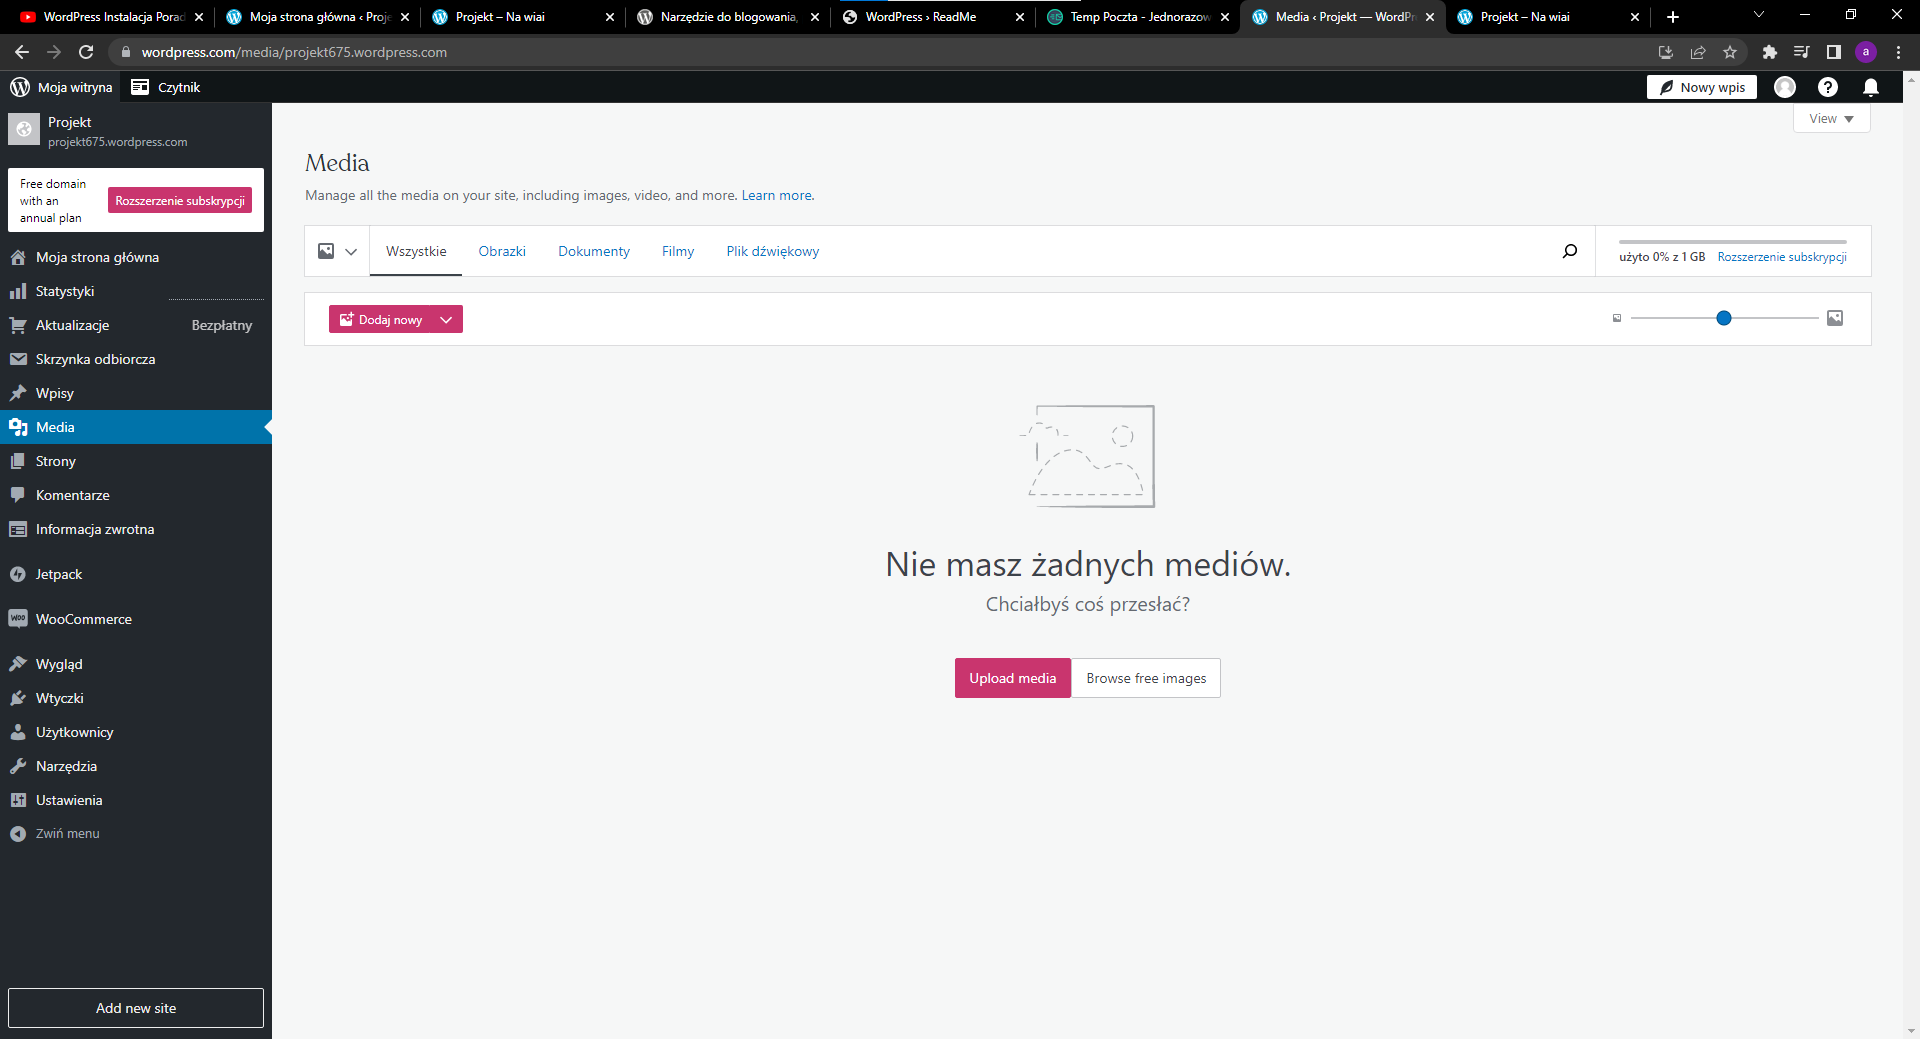 WordPress Instalacja Porad
Moja strona główna ‹ Proje
Projekt – Na wiai
Narzędzie do blogowania,
WordPress › ReadMe
Temp Poczta - Jednorazow
Media ‹ Projekt — WordPr
Projekt – Na wiai
wordpress.com/media/projekt675.wordpress.com
a
Moja witryna
Czytnik
Nowy wpis
Projekt
projekt675.wordpress.com
View
Free domain
with an
annual plan
Rozszerzenie subskrypcji
Media
Manage all the media on your site, including images, video, and more. Learn more.
Moja strona główna
Statystyki
Aktualizacje
Bezpłatny
Skrzynka odbiorcza
Wpisy
Media
Strony
Komentarze
Informacja zwrotna
Jetpack
Woo
WooCommerce
Wygląd
Wtyczki
Użytkownicy
Narzędzia
Ustawienia
Zwiń menu
Add new site
Wszystkie
Obrazki
Dokumenty
Filmy
Plik dźwiękowy
użyto 0% z 1 GB
Rozszerzenie subskrypcji
Dodaj nowy
Nie masz żadnych mediów.
Chciałbyś coś przesłać?
Upload media
Browse free images